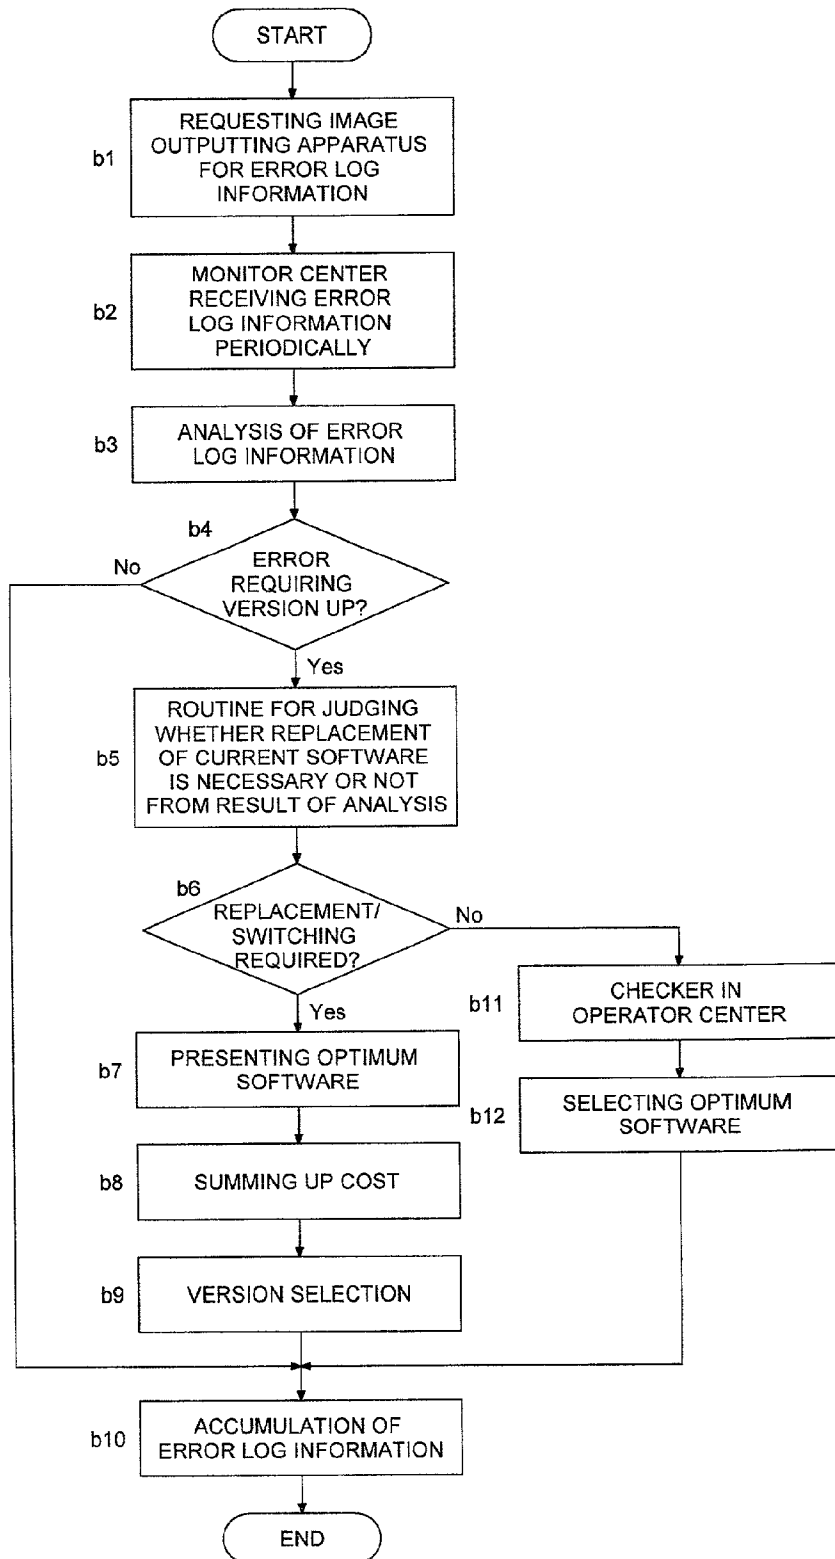 START
b1
REQUESTING IMAGE
OUTPUTTING APPARATUS
FOR ERROR LOG
INFORMATION
b2
MONITOR CENTER
RECEIVING ERROR
LOG INFORMATION
PERIODICALLY
b3
ANALYSIS OF ERROR
LOG INFORMATION
b4
No
ERROR
REQUIRING
VERSION UP?
Yes
b5
ROUTINE FOR JUDGING
WHETHER REPLACEMENT
OF CURRENT SOFTWARE
IS NECESSARY OR NOT
FROM RESULT OF ANALYSIS
b6
REPLACEMENT/
SWITCHING
REQUIRED?
No
Yes
b11
CHECKER IN
OPERATOR CENTER
b7
PRESENTING OPTIMUM
SOFTWARE
b12
SELECTING OPTIMUM
SOFTWARE
b8
SUMMING UP COST
b9
VERSION SELECTION
b10
ACCUMULATION OF
ERROR LOG INFORMATION
END